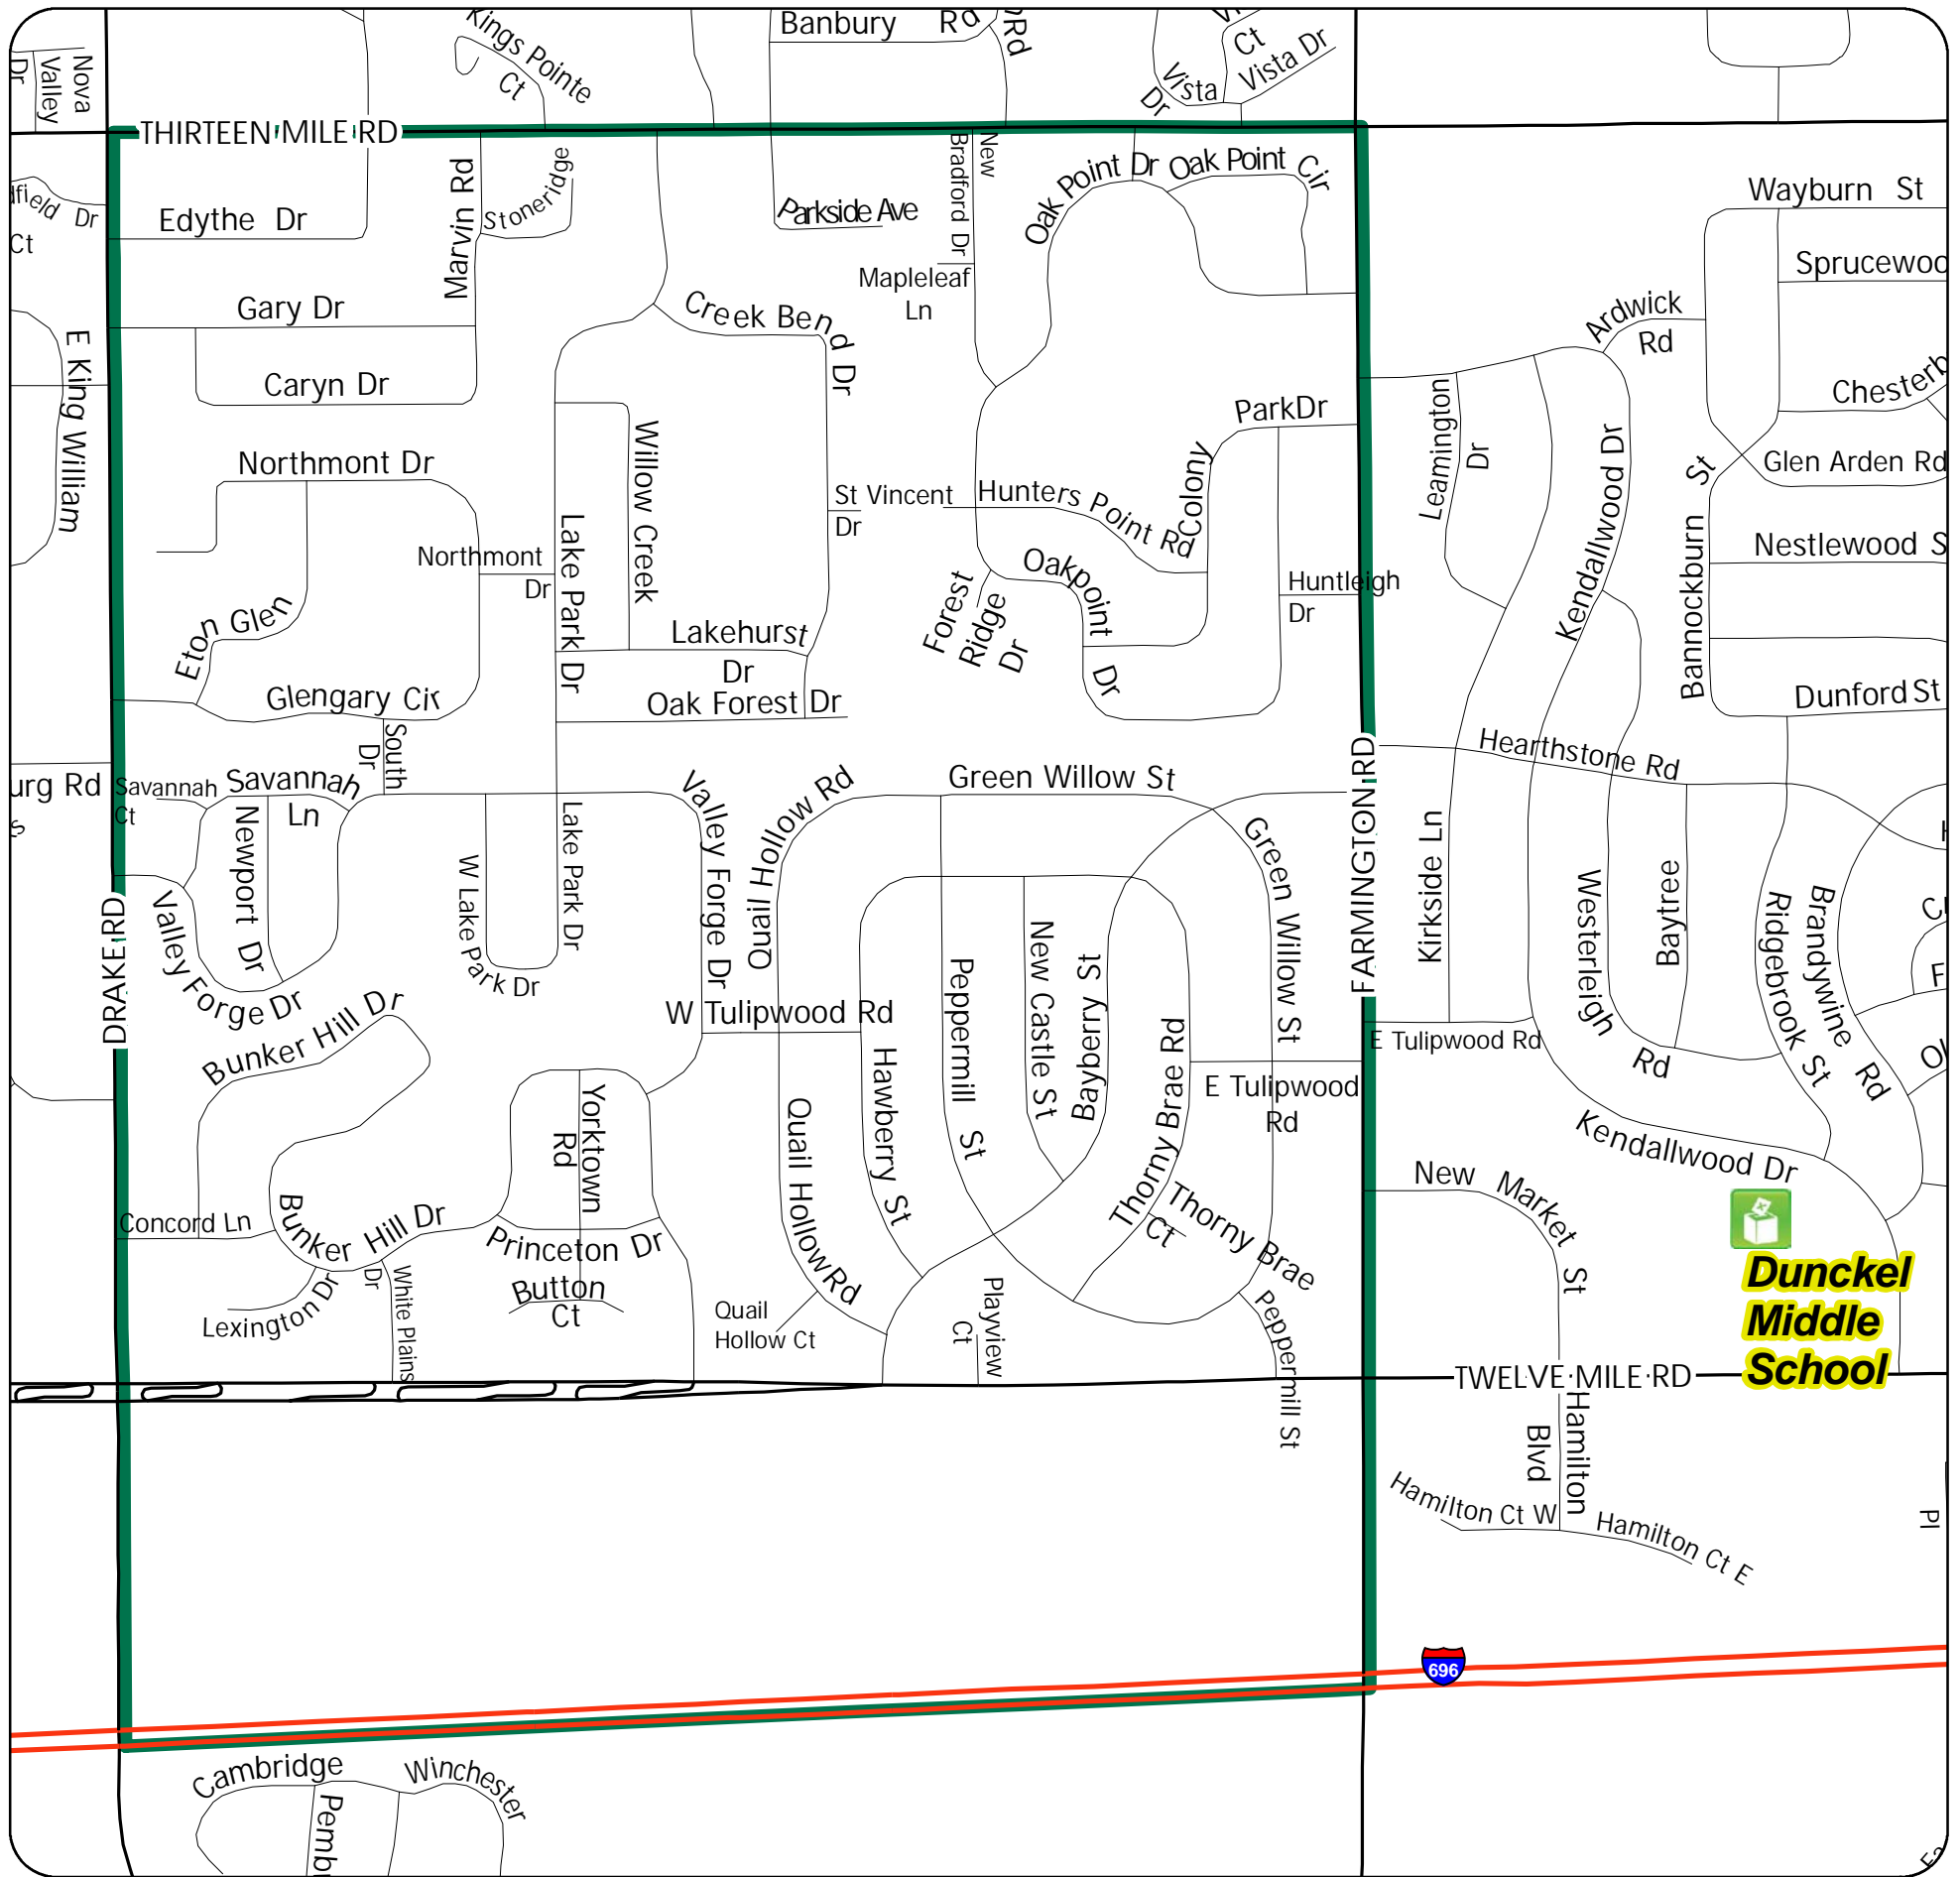 Banbury Rd
Rd
Kings Pointe
Ct
Ct
Vista Dr
Vista
Dr
Nova
Valley
Dr
THIRTEEN MILE RD
Marvin Rd
Stoneridge
New
Bradford Dr
Oak Point Dr
Oak Point Cir
Wayburn St
Edythe Dr
Parkside Ave
Dr
Ct
Mapleleaf
Ln
Gary Dr
Creek Bend Dr
Ardwick
Rd
E King William
Caryn Dr
ParkDr
Colony
Leamington
Dr
Kendallwood Dr
Northmont Dr
Willow Creek
St Vincent
Dr
Hunters Point Rd
Glen Arden Rd
Bannockburn St
Northmont
Dr
Lake Park Dr
Oakpoint
Dr
Huntleigh
Dr
Nestlewood S
Forest
Ridge
Dr
Eton Glen
Lakehurst
Dr
Glengary Cir
Oak Forest Dr
Dunford St
South
Dr
Hearthstone Rd
urg Rd
Savannah
Ct
Savannah
Ln
Valley Forge Dr
Quail Hollow Rd
Green Willow St
FARMINGTON RD
Newport Dr
W Lake Park Dr
Lake Park Dr
Green Willow St
Kirkside Ln
DRAKE RD
Valley Forge Dr
Westerleigh
Rd
Baytree
Ridgebrook St
Brandywine Rd
Peppermill St
New Castle St
Bayberry St
W Tulipwood Rd
Bunker Hill Dr
E Tulipwood Rd
Hawberry St
Thorny Brae Rd
E Tulipwood
Rd
Yorktown
Rd
Quail HollowRd
Kendallwood Dr
New Market St
Concord Ln
Bunker Hill Dr
Princeton Dr
Thorny Brae
Ct
Button
Ct
Lexington Dr
White Plains
Dr
Quail
Hollow Ct
Playview
Ct
Peppermill St
Dunckel
Middle
School
TWELVE MILE RD
Hamilton
Blvd
Hamilton Ct W
Hamilton Ct E
Pl
696
Cambridge
Winchester